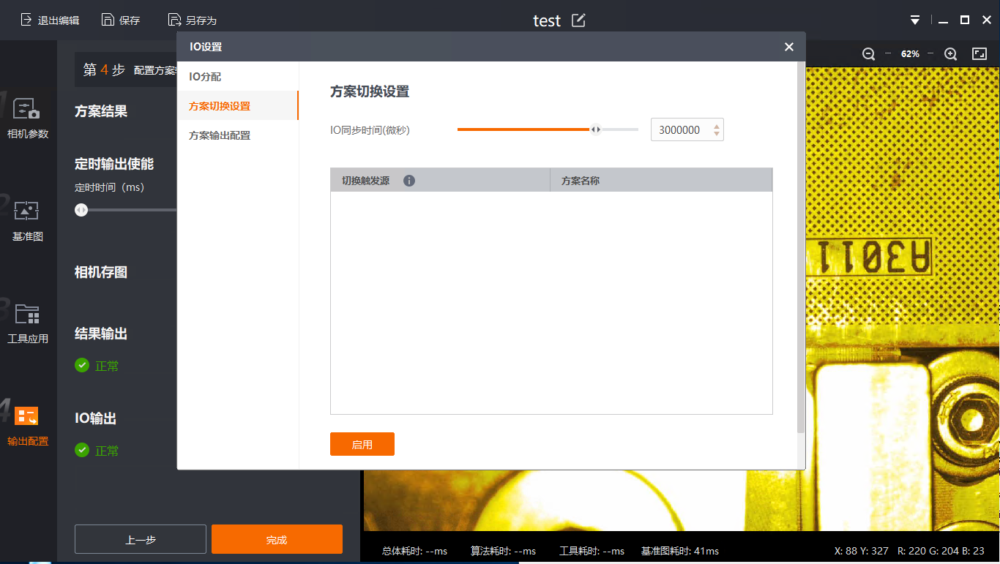 退出编辑 保存 另存为 test
62%
第 4 步 配置方案
IO设置
IO分配
方案切换设置
方案输出配置
方案切换设置
IO同步时间(微秒) 3000000
切换触发源 方案名称
启用
1
相机参数
2
基准图
3
工具应用
4
输出配置
方案结果
定时输出使能
定时时间（ms）
相机存图
结果输出
正常
IO输出
正常
上一步 完成
A3011
总体耗时: --ms 算法耗时: --ms 工具耗时: --ms 基准图耗时: 41ms X: 88 Y: 327 R: 220 G: 204 B: 23